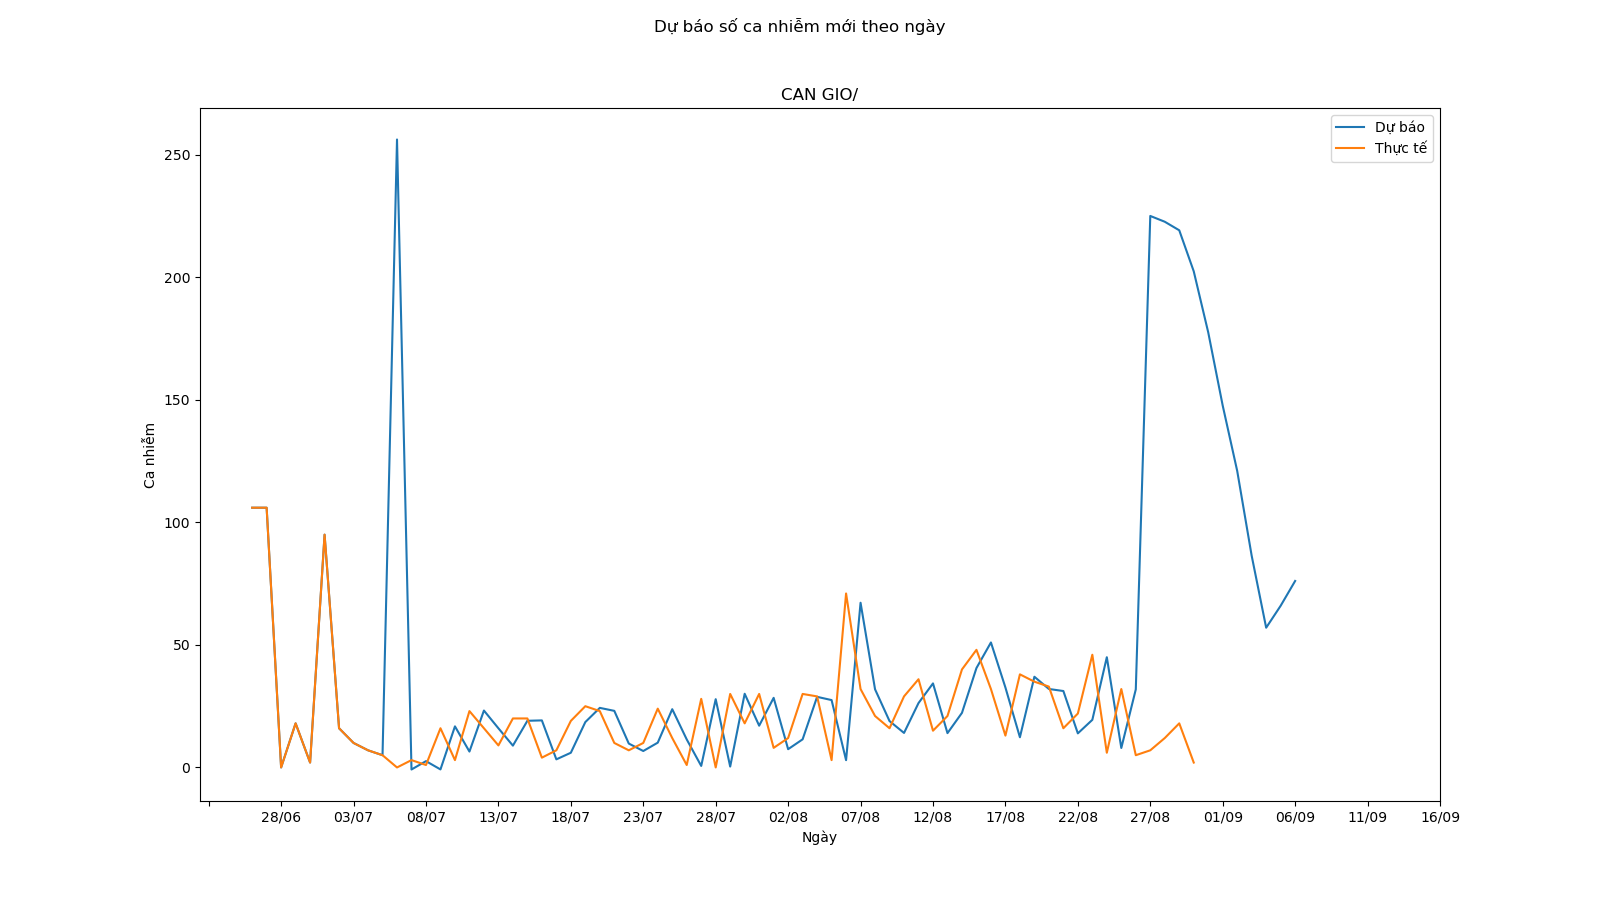 Dự báo số ca nhiễm mới theo ngày
CAN GIO/
Dự báo
Thực tế
250
200
150
100
50
0
Ca nhiễm
28/06 03/07 08/07 13/07 18/07 23/07 28/07 02/08 07/08 12/08 17/08 22/08 27/08 01/09 06/09 11/09 16/09
Ngày